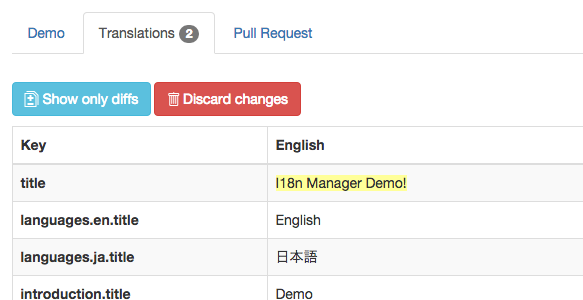 Demo Translations 2 Pull Request
Show only diffs Discard changes
Key English
title I18n Manager Demo!
languages.en.title English
languages.ja.title 日本語
introduction.title Demo